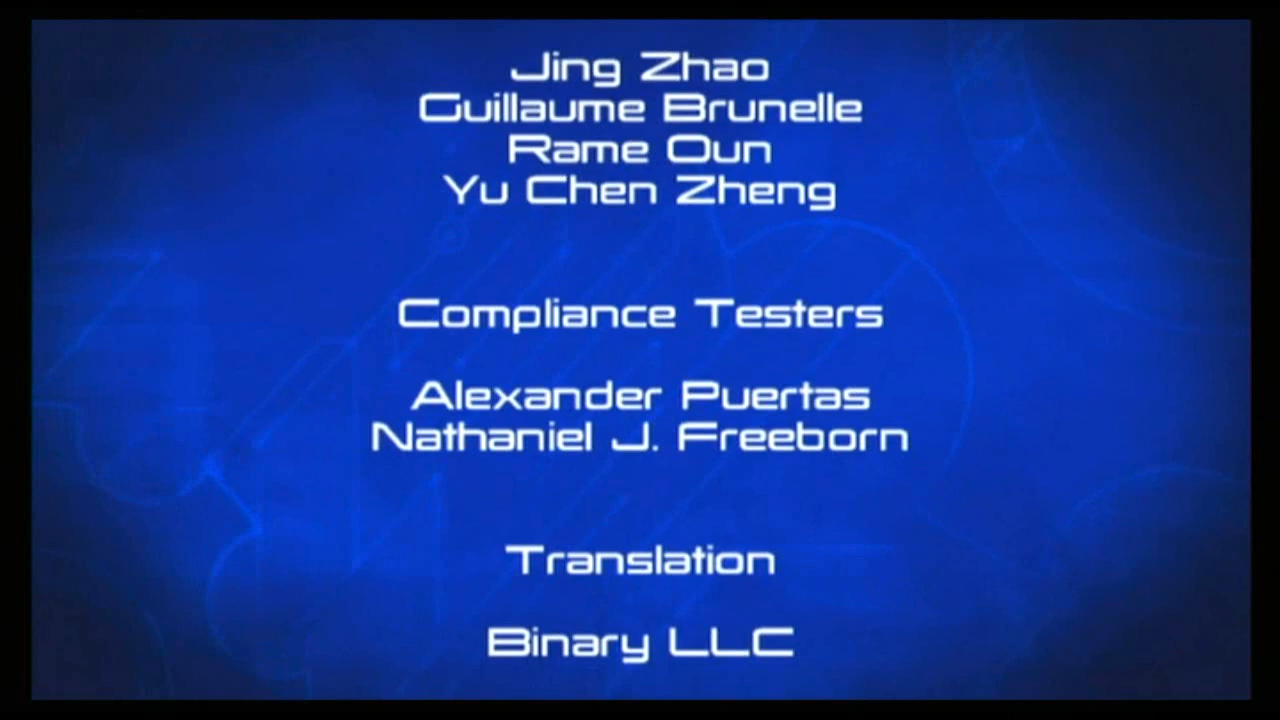 Jing Zhao
Guillaume Brunelle
Rame Oun
Yu Chen Zheng
Compliance Testers
Alexander Puertas
Nathaniel J. Freeborn
Translation
Binary LLC